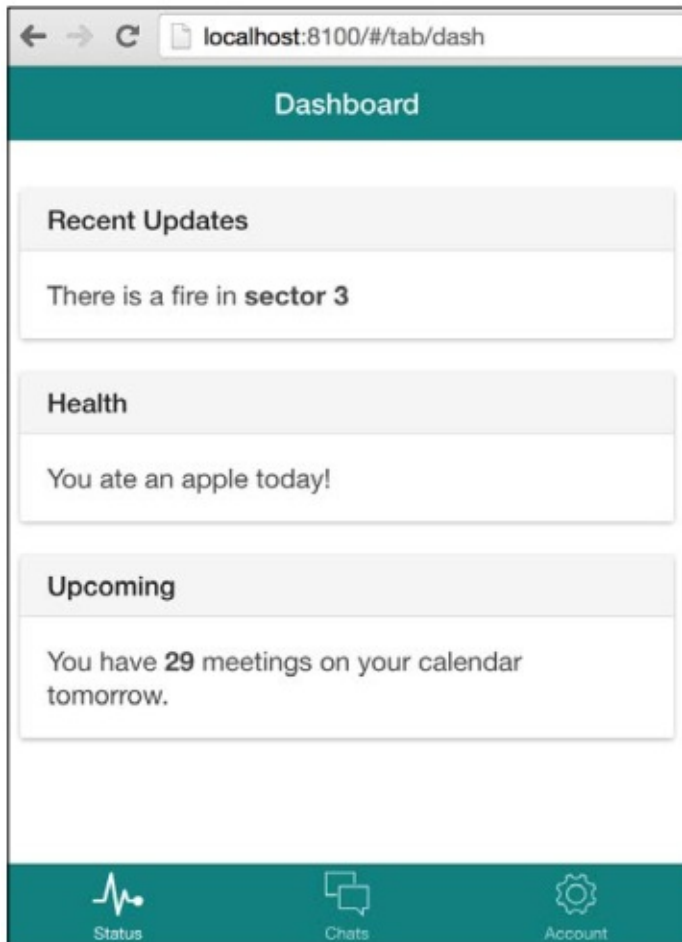 localhost:8100/#/tab/dash
Dashboard
Recent Updates
There is a fire in sector 3
Health
You ate an apple today!
Upcoming
You have 29 meetings on your calendar
tomorrow.
Status
Chats
Account